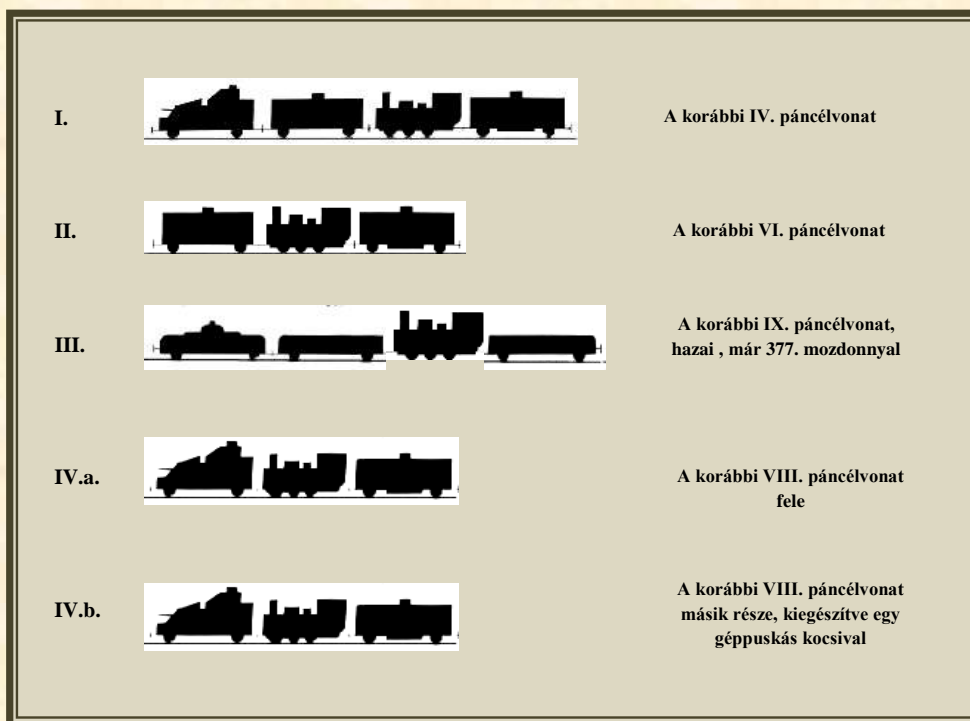 I.
A korábbi IV. páncélvonat
II.
A korábbi VI. páncélvonat
III.
A korábbi IX. páncélvonat,
hazai , már 377. mozdonnyal
IV.a.
A korábbi VIII. páncélvonat
fele
IV.b.
A korábbi VIII. páncélvonat
másik része, kiegészítve egy
géppuskás kocsival